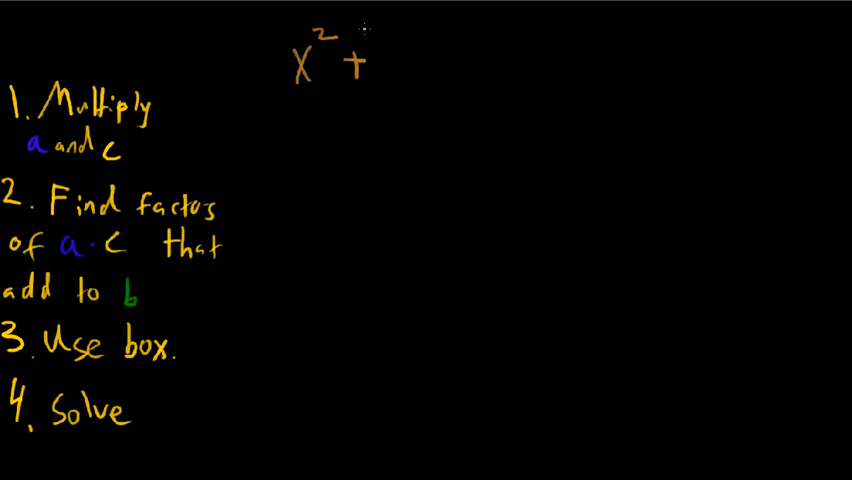 x² +
1. Multiply
a and c
2. Find factos
of a · c that
add to b
3. Use box.
4. Solve